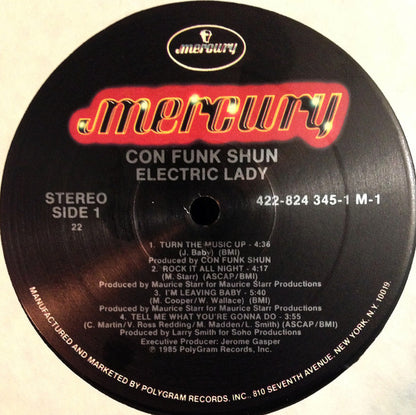 mercury
mercury
CON FUNK SHUN
ELECTRIC LADY
STEREO
SIDE 1
22
422-824 345-1 M-1
1. TURN THE MUSIC UP - 4:36
(J. Baby) (BMI)
Produced by CON FUNK SHUN
2. ROCK IT ALL NIGHT - 4:17
(M. Starr) (ASCAP/BMI)
Produced by Maurice Starr for Maurice Starr Productions
3. I'M LEAVING BABY - 5:40
(M. Cooper/W. Wallace) (BMI)
Produced by Maurice Starr for Maurice Starr Productions
4. TELL ME WHAT YOU'RE GONNA DO - 3:55
(C. Martin/V. Ross Redding/M. Madden/L. Smith) (ASCAP/BMI)
Produced by Larry Smith for Soho Productions
Executive Producer: Jerome Gasper
℗ 1985 PolyGram Records, Inc.
MANUFACTURED AND MARKETED BY POLYGRAM RECORDS, INC., 810 SEVENTH AVENUE, NEW YORK, N.Y. 10019